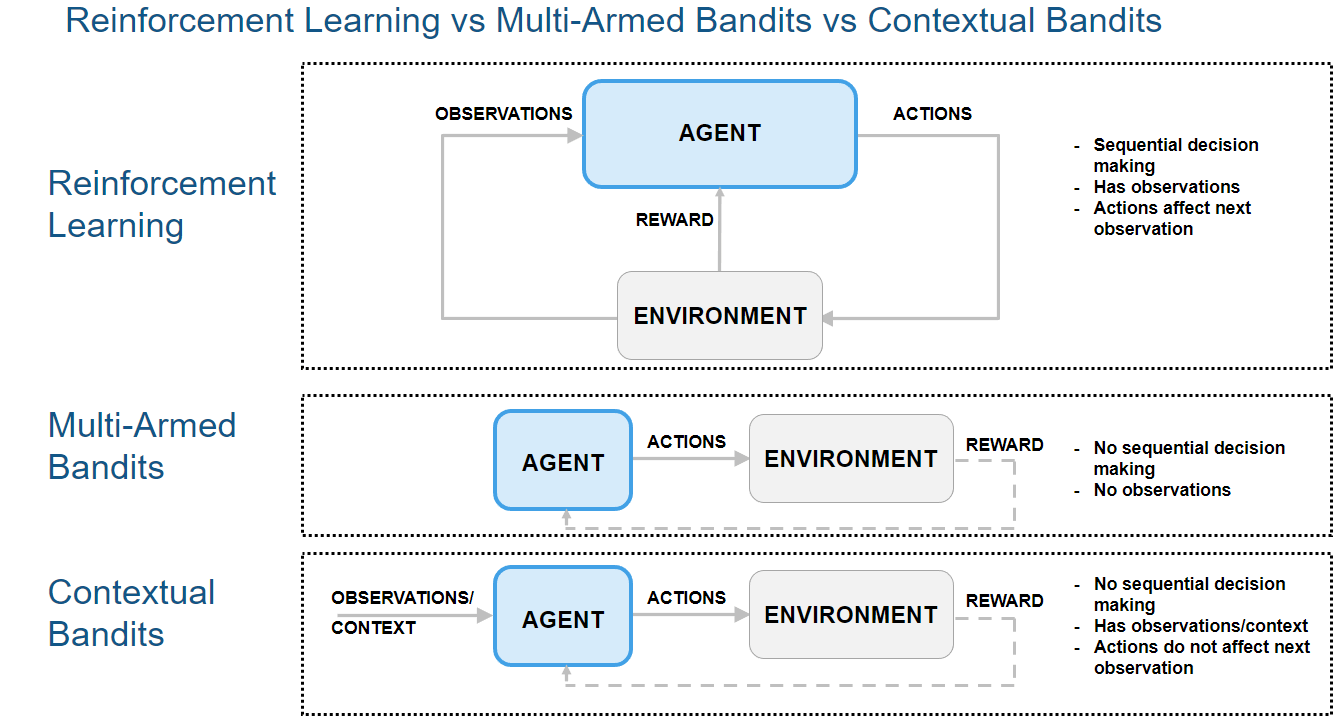 Reinforcement Learning vs Multi-Armed Bandits vs Contextual Bandits
Reinforcement
Learning
OBSERVATIONS
AGENT
ACTIONS
REWARD
ENVIRONMENT
- Sequential decision
making
- Has observations
- Actions affect next
observation
Multi-Armed
Bandits
AGENT
ACTIONS
ENVIRONMENT
REWARD
- No sequential decision
making
- No observations
Contextual
Bandits
OBSERVATIONS/
CONTEXT
AGENT
ACTIONS
ENVIRONMENT
REWARD
- No sequential decision
making
- Has observations/context
- Actions do not affect next
observation